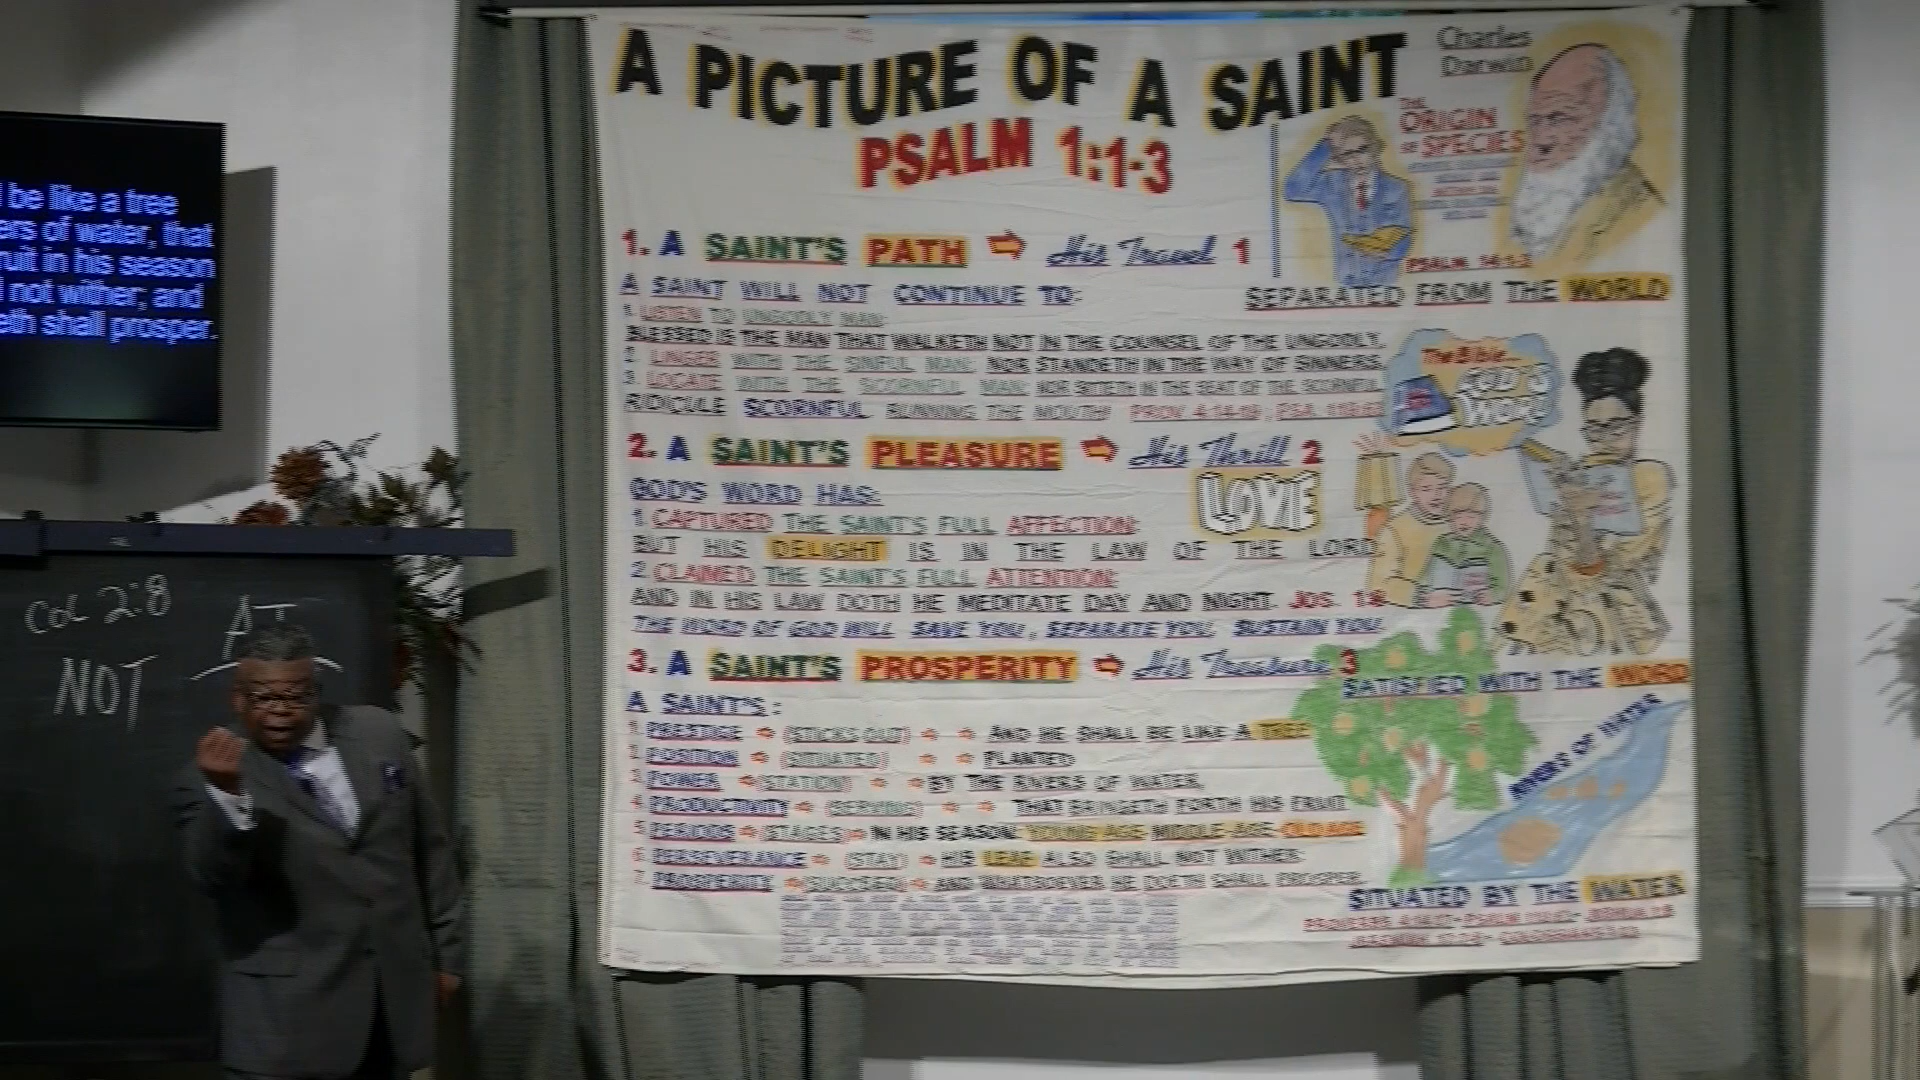 l be like a tree
ers of water, that
ruit in his season
l not wither; and
eth shall prosper.
COL 2:8
NOT
A PICTURE OF A SAINT
PSALM 1:1-3
Charles
Darwin
THE
ORIGIN
OF SPECIES
PSALM 14:1-3
SEPARATED FROM THE WORLD
1. A SAINT'S PATH His Travel 1
A SAINT WILL NOT CONTINUE TO:
1. LISTEN TO UNGODLY MAN:
BLESSED IS THE MAN THAT WALKETH NOT IN THE COUNSEL OF THE UNGODLY,
2. LINGER WITH THE SINFUL MAN: NOR STANDETH IN THE WAY OF SINNERS,
3. LOCATE WITH THE SCORNFUL MAN: NOR SITTETH IN THE SEAT OF THE SCORNFUL
RIDICULE SCORNFUL RUNNING THE MOUTH! PROV. 4:14-19; PSA.
The Bible...
GOD'S
WORD
2. A SAINT'S PLEASURE His Thrill 2
LOVE
GOD'S WORD HAS:
1. CAPTURED THE SAINT'S FULL AFFECTION:
BUT HIS DELIGHT IS IN THE LAW OF THE LORD;
2. CLAIMED THE SAINT'S FULL ATTENTION:
AND IN HIS LAW DOTH HE MEDITATE DAY AND NIGHT. JOS. 1:8
THE WORD OF GOD WILL SAVE YOU, SEPARATE YOU, SUSTAIN YOU.
SATISFIED WITH THE WORD
3. A SAINT'S PROSPERITY His Treasure 3
A SAINT'S:
1. PRESTIGE (STICKS OUT) AND HE SHALL BE LIKE A TREE
2. POSITION (SITUATED) PLANTED
3. POWER (STATION) BY THE RIVERS OF WATER,
4. PRODUCTIVITY (SERVING) THAT BRINGETH FORTH HIS FRUIT
5. PERIODS (STAGES) IN HIS SEASON: YOUNG AGE MIDDLE AGE OLD AGE
6. PERSEVERANCE (STAY) HIS LEAF ALSO SHALL NOT WITHER;
7. PROSPERITY (SUCCESS) AND WHATSOEVER HE DOETH SHALL PROSPER.
RIVERS OF WATER
SITUATED BY THE WATER